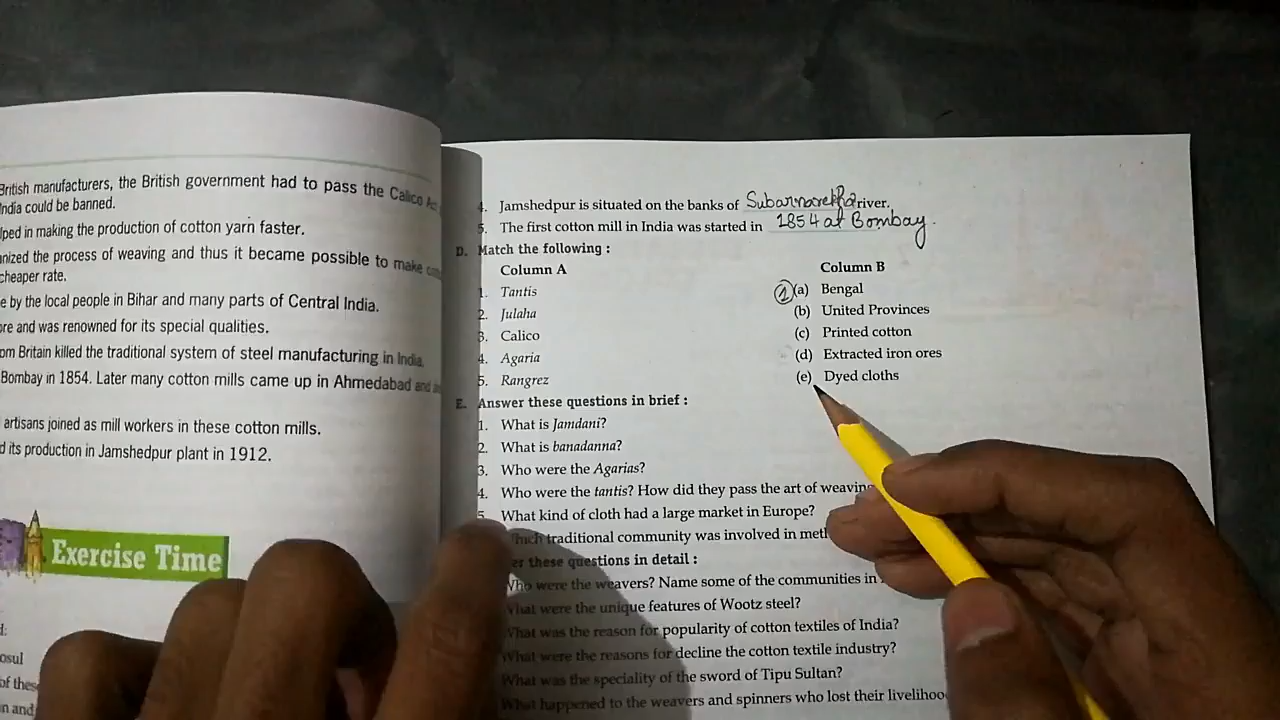 British manufacturers, the British government had to pass the Calico Ac
India could be banned.
lped in making the production of cotton yarn faster.
nized the process of weaving and thus it became possible to make
cheaper rate.
e by the local people in Bihar and many parts of Central India.
ore and was renowned for its special qualities.
om Britain killed the traditional system of steel manufacturing in India.
Bombay in 1854. Later many cotton mills came up in Ahmedabad and
artisans joined as mill workers in these cotton mills.
d its production in Jamshedpur plant in 1912.
Exercise Time
d:
osul
of thes
n and
4. Jamshedpur is situated on the banks of Subarnarekha river.
5. The first cotton mill in India was started in 1854 at Bombay.
D. Match the following :
Column A Column B
1. Tantis 1 (a) Bengal
2. Julaha (b) United Provinces
3. Calico (c) Printed cotton
4. Agaria (d) Extracted iron ores
5. Rangrez (e) Dyed cloths
E. Answer these questions in brief :
1. What is Jamdani?
2. What is banadanna?
3. Who were the Agarias?
4. Who were the tantis? How did they pass the art of weaving
5. What kind of cloth had a large market in Europe?
hich traditional community was involved in met
er these questions in detail :
Who were the weavers? Name some of the communities in
What were the unique features of Wootz steel?
What was the reason for popularity of cotton textiles of India?
What were the reasons for decline the cotton textile industry?
What was the speciality of the sword of Tipu Sultan?
What happened to the weavers and spinners who lost their livelihoo